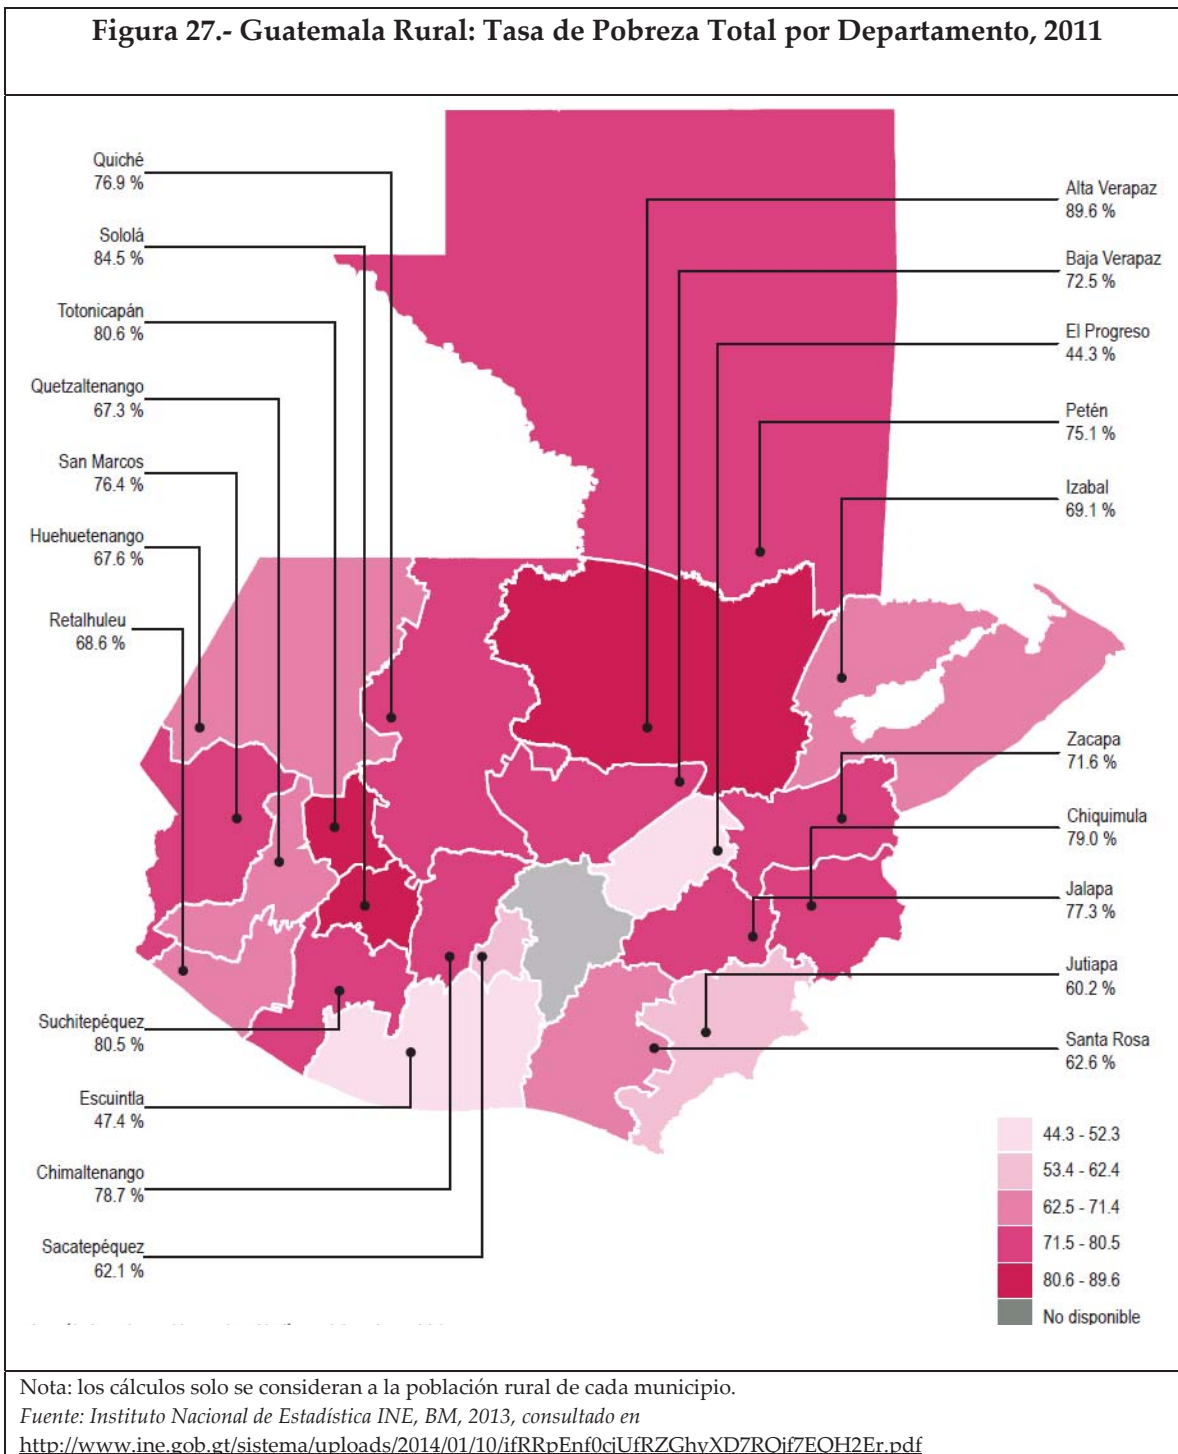 Figura 27.- Guatemala Rural: Tasa de Pobreza Total por Departamento, 2011
Quiché
76.9 %
Sololá
84.5 %
Totonicapán
80.6 %
Quetzaltenango
67.3 %
San Marcos
76.4 %
Huehuetenango
67.6 %
Retalhuleu
68.6 %
Suchitepéquez
80.5 %
Escuintla
47.4 %
Chimaltenango
78.7 %
Sacatepéquez
62.1 %
Alta Verapaz
89.6 %
Baja Verapaz
72.5 %
El Progreso
44.3 %
Petén
75.1 %
Izabal
69.1 %
Zacapa
71.6 %
Chiquimula
79.0 %
Jalapa
77.3 %
Jutiapa
60.2 %
Santa Rosa
62.6 %
44.3 - 52.3
53.4 - 62.4
62.5 - 71.4
71.5 - 80.5
80.6 - 89.6
No disponible
Nota: los cálculos solo se consideran a la población rural de cada municipio.
Fuente: Instituto Nacional de Estadística INE, BM, 2013, consultado en
http://www.ine.gob.gt/sistema/uploads/2014/01/10/ifRRpEnf0cjUfRZGhyXD7RQjf7EQH2Er.pdf